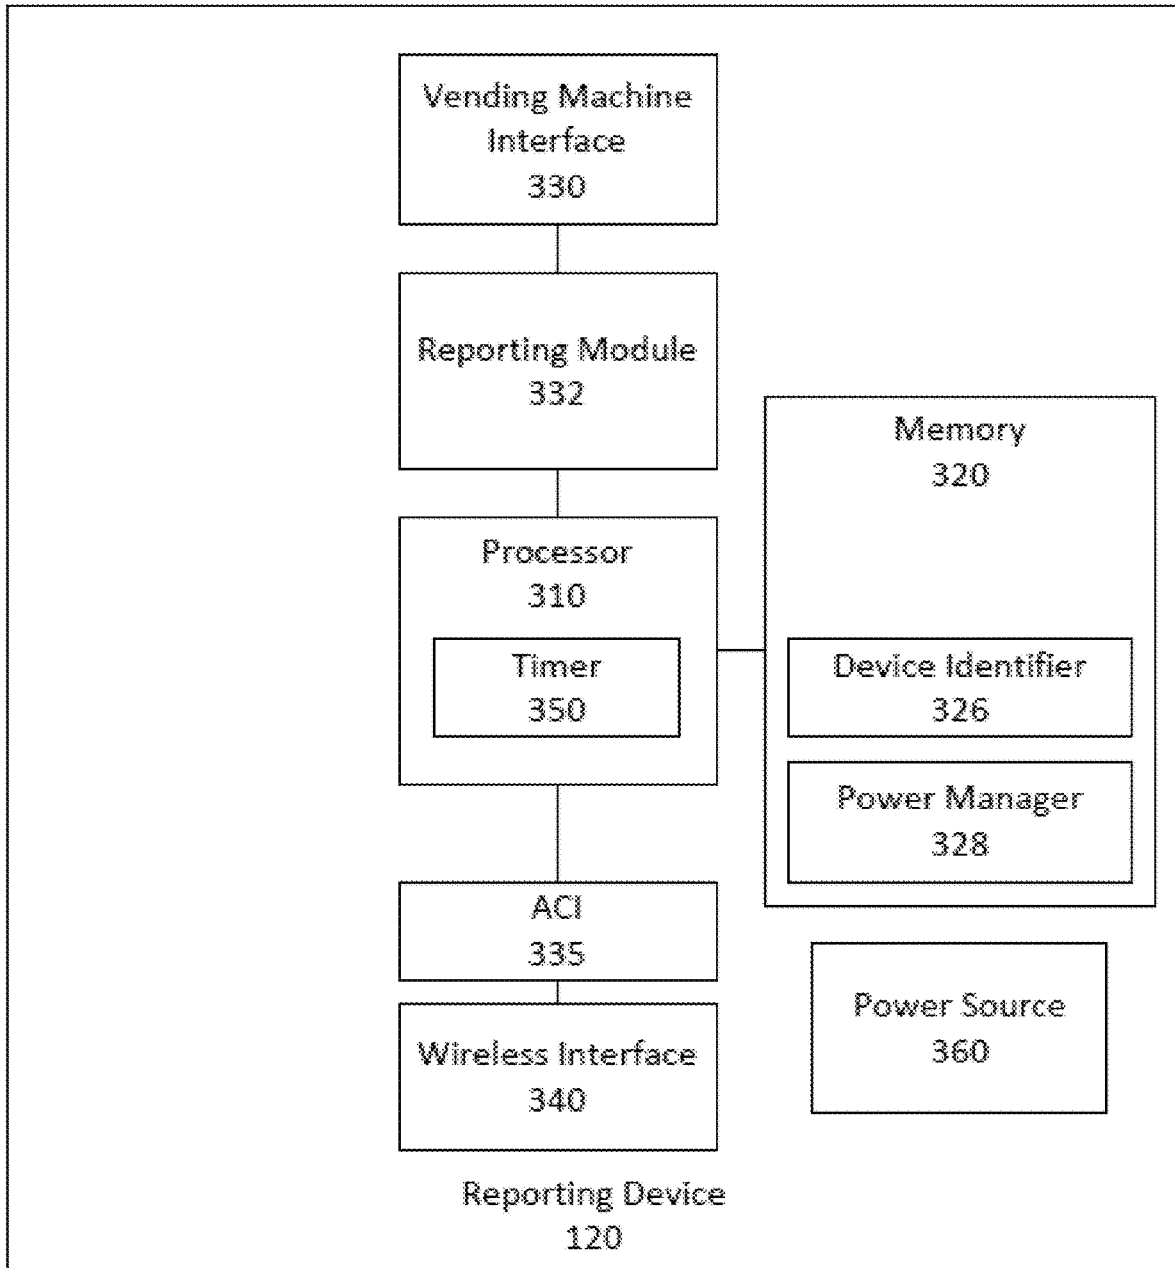 Vending Machine
Interface
330
Reporting Module
332
Processor
310
Timer
350
Memory
320
Device Identifier
326
Power Manager
328
ACI
335
Wireless Interface
340
Power Source
360
Reporting Device
120